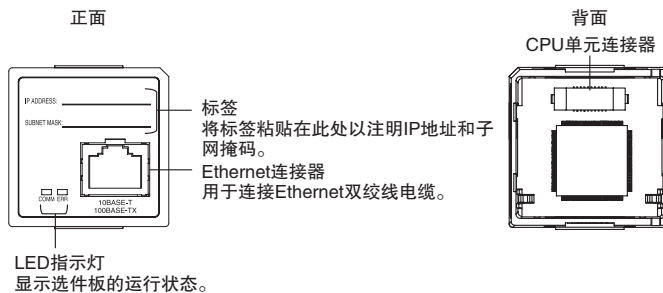 正面
背面
CPU单元连接器
IP ADDRESS:
SUBNET MASK:
标签
将标签粘贴在此处以注明IP地址和子
网掩码。
Ethernet连接器
用于连接Ethernet双绞线电缆。
COMM ERR
10BASE-T
100BASE-TX
LED指示灯
显示选件板的运行状态。